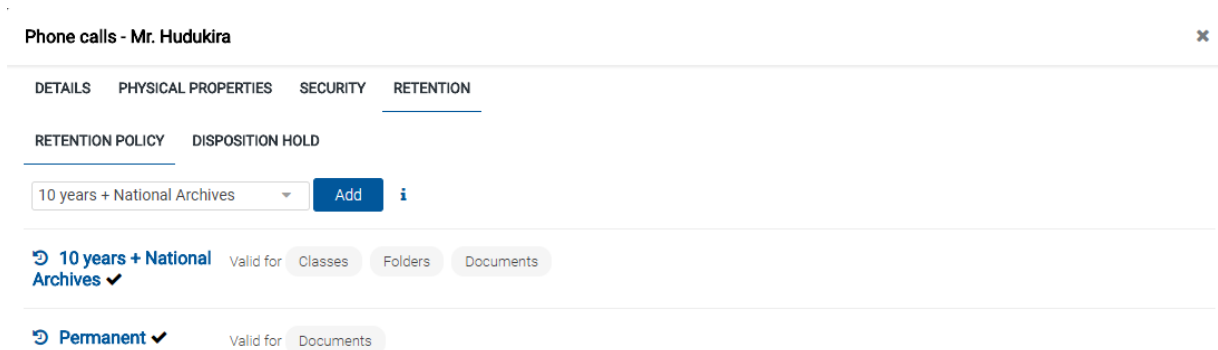 Phone calls - Mr. Hudukira
DETAILS PHYSICAL PROPERTIES SECURITY RETENTION
RETENTION POLICY DISPOSITION HOLD
10 years + National Archives Add i
10 years + National Valid for Classes Folders Documents
Archives
Permanent Valid for Documents